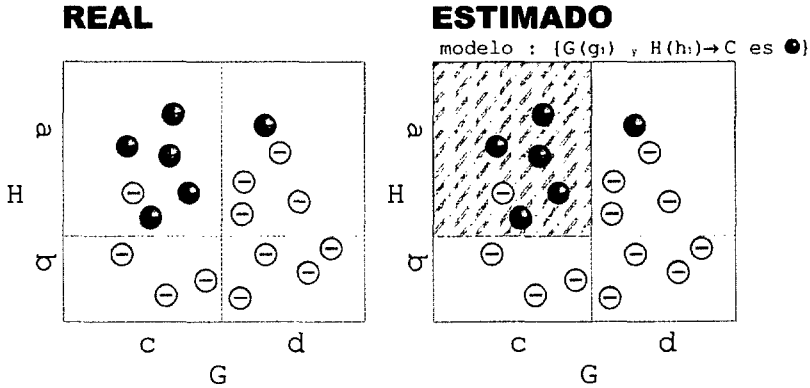 REAL
ESTIMADO
modelo : {G(g₁) y H(h₁)→C es ●}
a
H
b
c
d
G
a
H
b
c
d
G